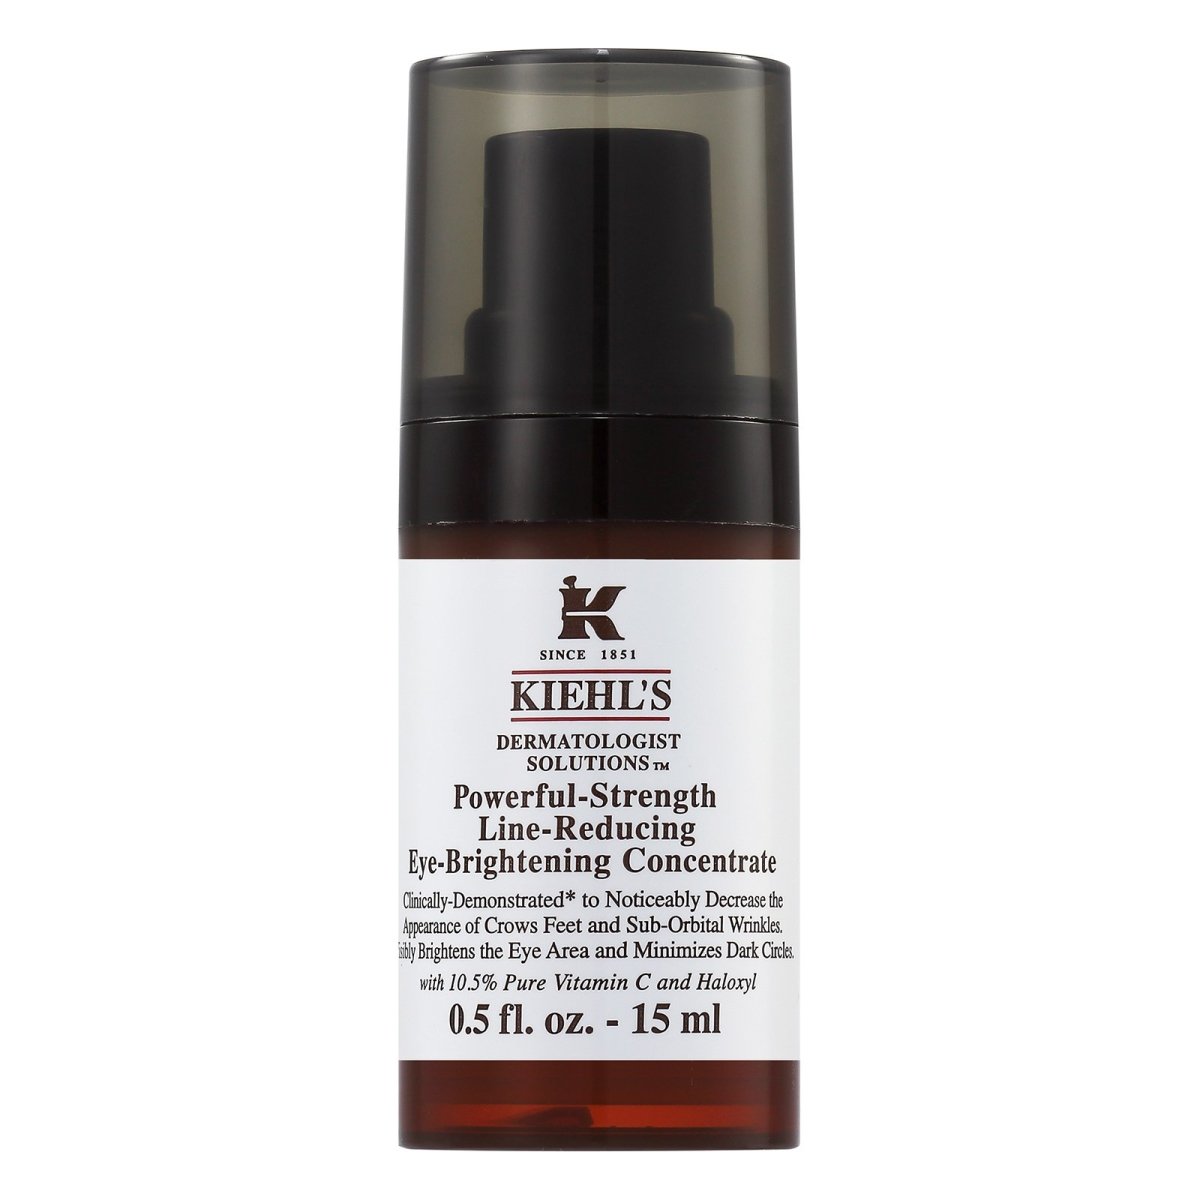 K
SINCE 1851
KIEHL'S
DERMATOLOGIST
SOLUTIONS™
Powerful-Strength
Line-Reducing
Eye-Brightening Concentrate
Clinically-Demonstrated* to Noticeably Decrease the
Appearance of Crows Feet and Sub-Orbital Wrinkles.
isibly Brightens the Eye Area and Minimizes Dark Circles.
with 10.5% Pure Vitamin C and Haloxyl
0.5 fl. oz. - 15 ml